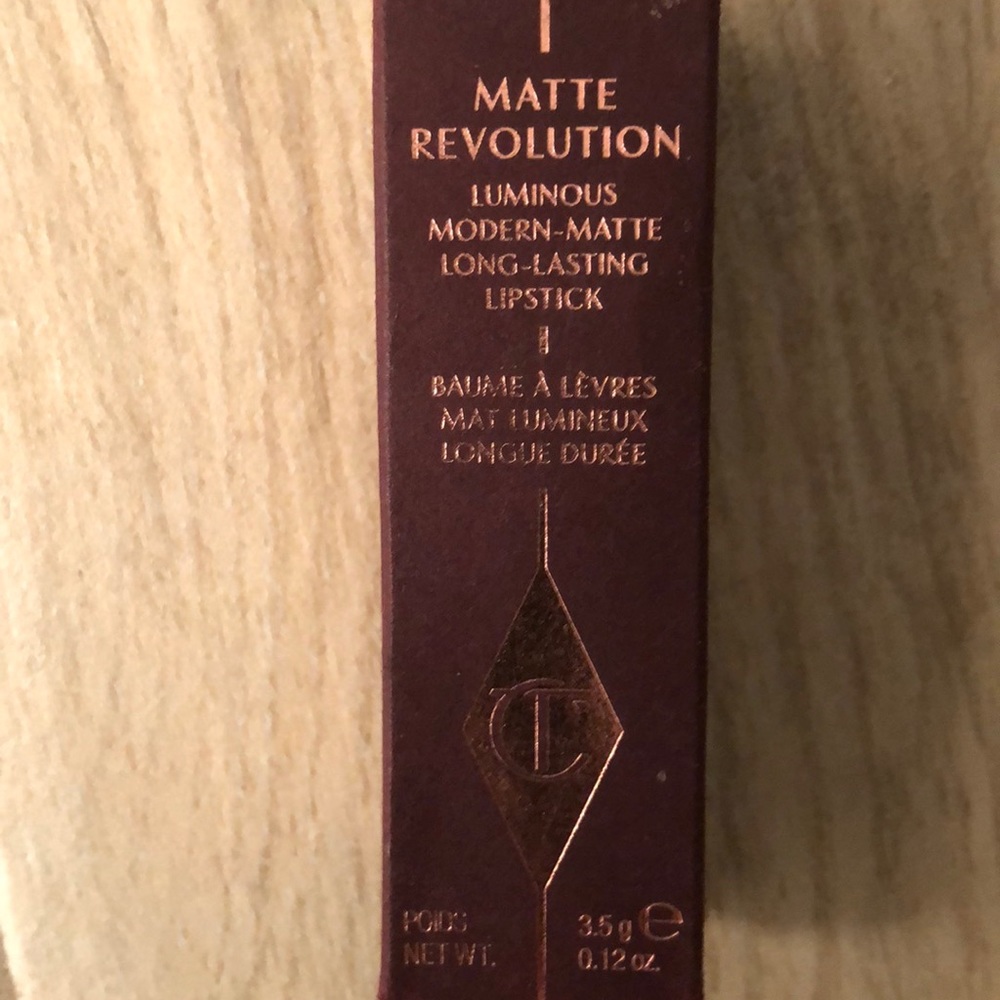 MATTE
REVOLUTION
LUMINOUS
MODERN-MATTE
LONG-LASTING
LIPSTICK
BAUME À LÈVRES
MAT LUMINEUX
LONGUE DURÉE
CT
POIDS 3.5 g ℮
NET WT. 0.12 oz.